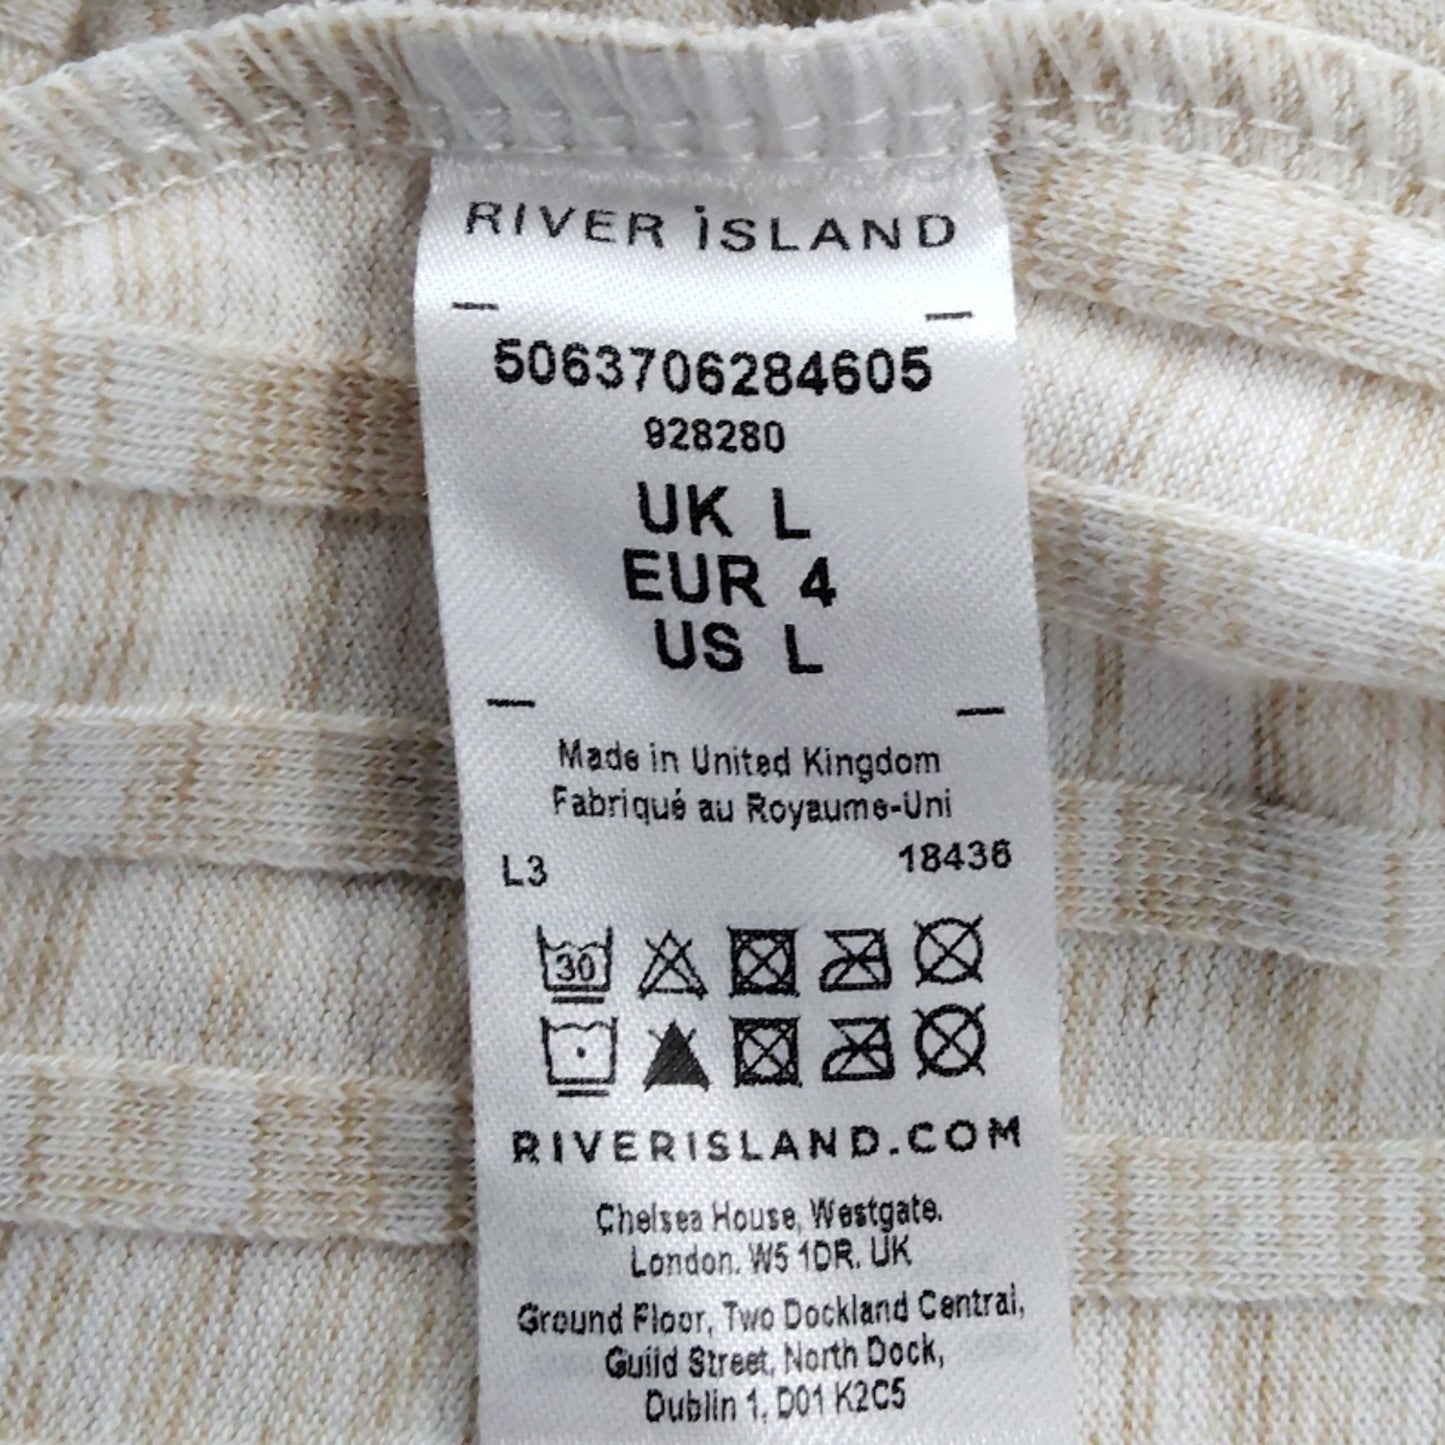 RIVER iSLAND
5063706284605
928280
UK L
EUR 4
US L
Made in United Kingdom
Fabriqué au Royaume-Uni
L3 18436
30
RIVERISLAND.COM
Chelsea House, Westgate,
London, W5 1DR, UK
Ground Floor, Two Dockland Central,
Guild Street, North Dock,
Dublin 1, D01 K2C5